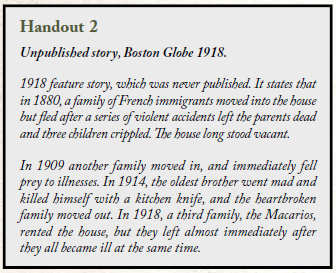 Handout 2
Unpublished story, Boston Globe 1918.
1918 feature story, which was never published. It states that
in 1880, a family of French immigrants moved into the house
but fled after a series of violent accidents left the parents dead
and three children crippled. The house long stood vacant.
In 1909 another family moved in, and immediately fell
prey to illnesses. In 1914, the oldest brother went mad and
killed himself with a kitchen knife, and the heartbroken
family moved out. In 1918, a third family, the Macarios,
rented the house, but they left almost immediately after
they all became ill at the same time.